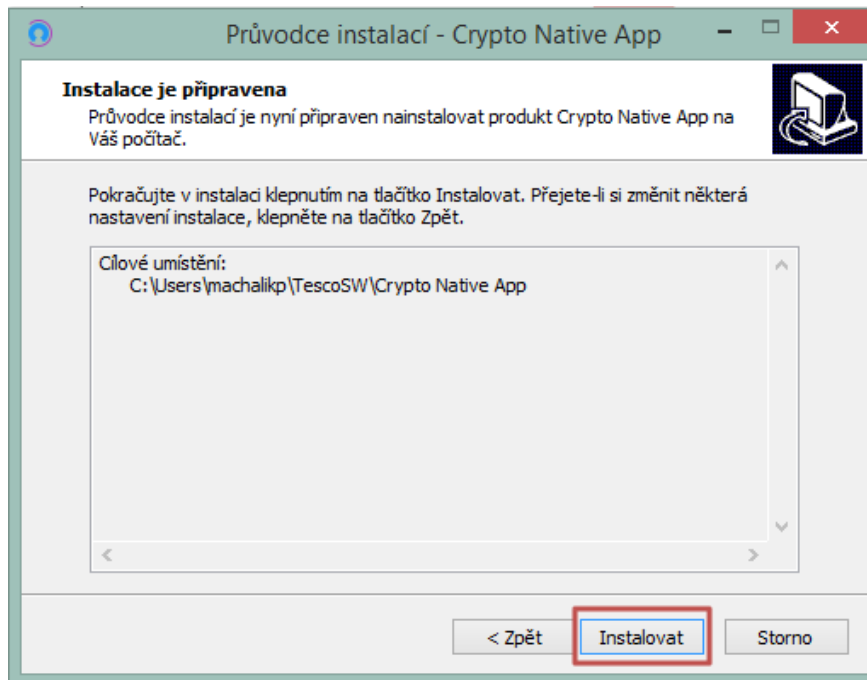 Průvodce instalací - Crypto Native App
Instalace je připravena
Průvodce instalací je nyní připraven nainstalovat produkt Crypto Native App na
Váš počítač.
Pokračujte v instalaci klepnutím na tlačítko Instalovat. Přejete-li si změnit některá
nastavení instalace, klepněte na tlačítko Zpět.
Cílové umístění:
C:\Users\machalikp\TescoSW\Crypto Native App
< Zpět
Instalovat
Storno